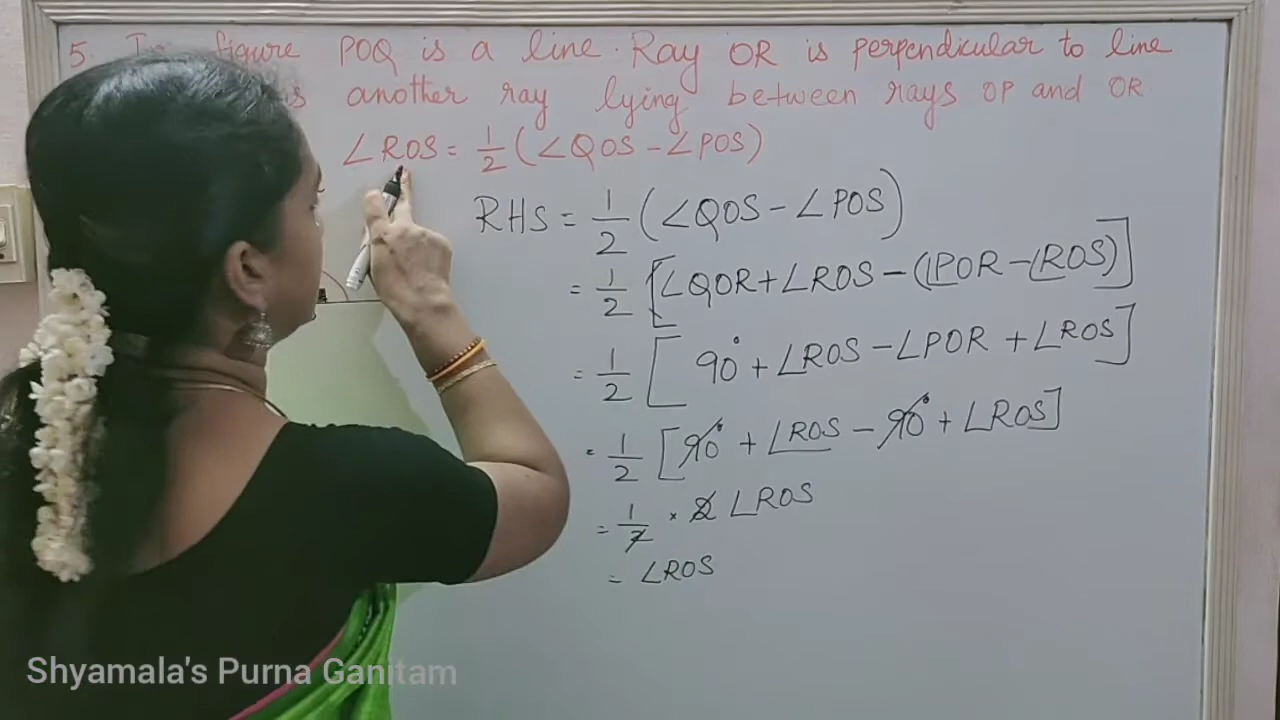 5. figure POQ is a line. Ray OR is perpendicular to line
is another ray lying between rays OP and OR
∠ROS = 1/2 (∠QOS - ∠POS)
RHS = 1/2 (∠QOS - ∠POS)
= 1/2 [∠QOR + ∠ROS - (∠POR - ∠ROS)]
= 1/2 [90° + ∠ROS - ∠POR + ∠ROS]
= 1/2 [90° + ∠ROS - 90° + ∠ROS]
= 1/2 × 2 ∠ROS
= ∠ROS
Shyamala's Purna Ganitam